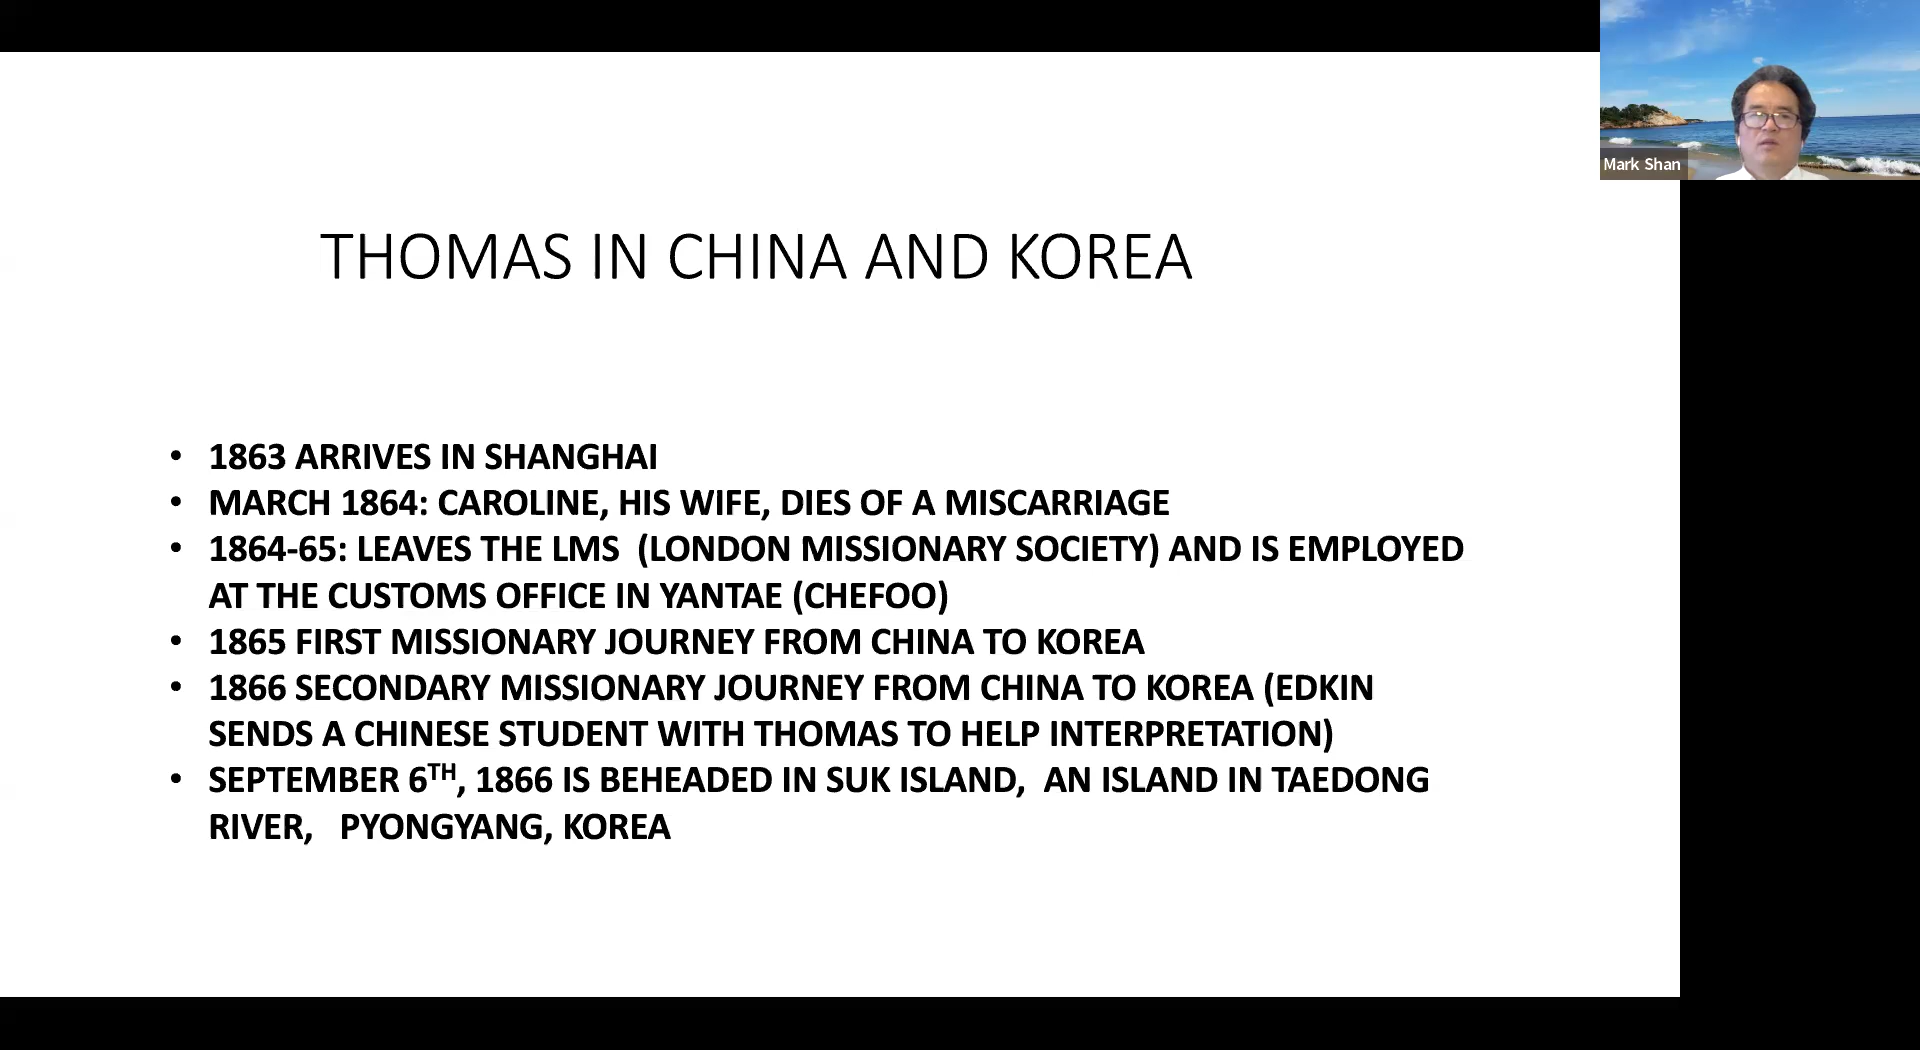 Mark Shan
THOMAS IN CHINA AND KOREA
• 1863 ARRIVES IN SHANGHAI
• MARCH 1864: CAROLINE, HIS WIFE, DIES OF A MISCARRIAGE
• 1864-65: LEAVES THE LMS  (LONDON MISSIONARY SOCIETY) AND IS EMPLOYED
AT THE CUSTOMS OFFICE IN YANTAE (CHEFOO)
• 1865 FIRST MISSIONARY JOURNEY FROM CHINA TO KOREA
• 1866 SECONDARY MISSIONARY JOURNEY FROM CHINA TO KOREA (EDKIN
SENDS A CHINESE STUDENT WITH THOMAS TO HELP INTERPRETATION)
• SEPTEMBER 6TH, 1866 IS BEHEADED IN SUK ISLAND,  AN ISLAND IN TAEDONG
RIVER,   PYONGYANG, KOREA